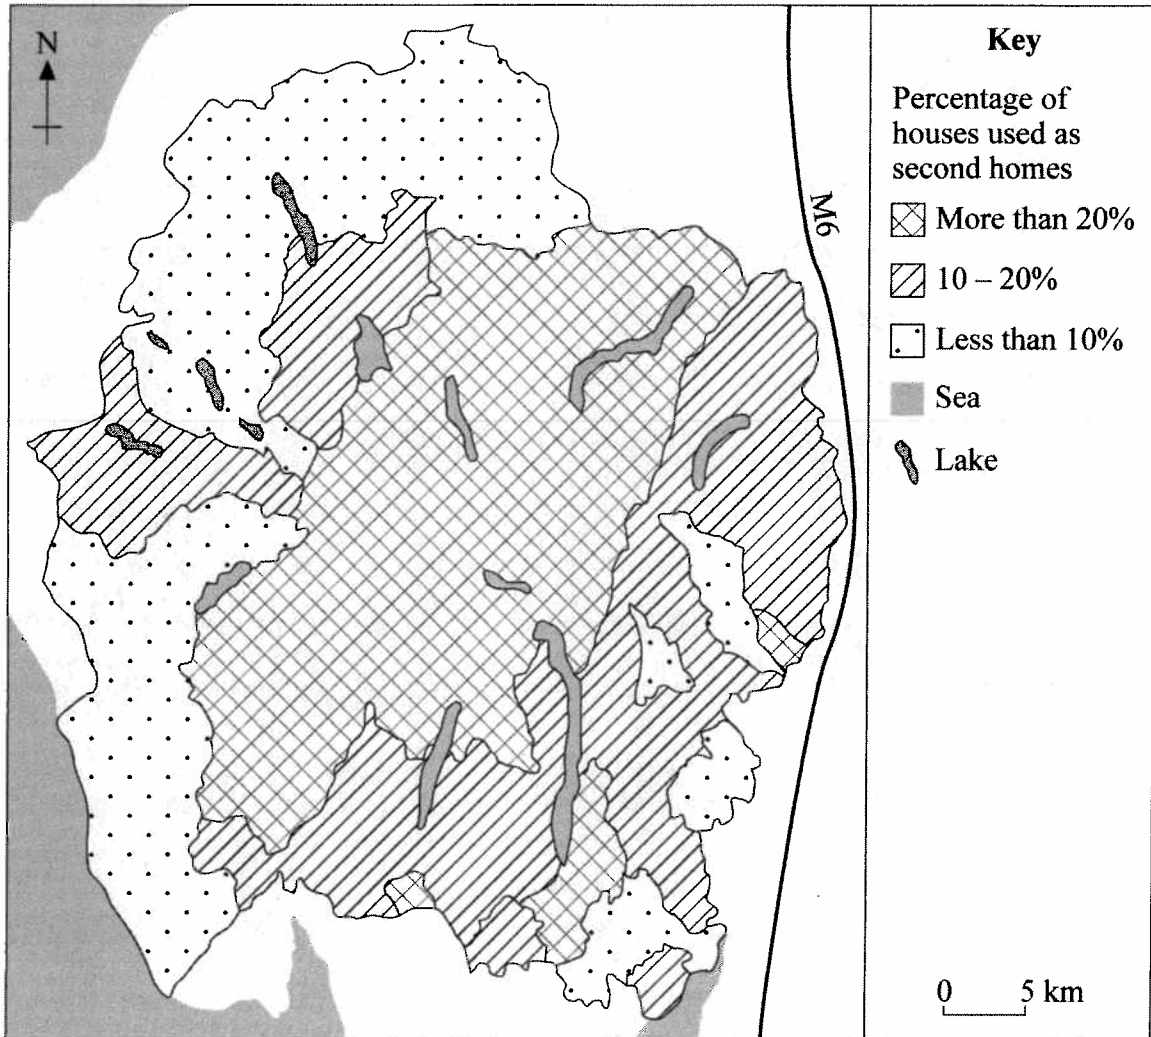 N
M6
Key
Percentage of
houses used as
second homes
More than 20%
10 – 20%
Less than 10%
Sea
Lake
0 5 km